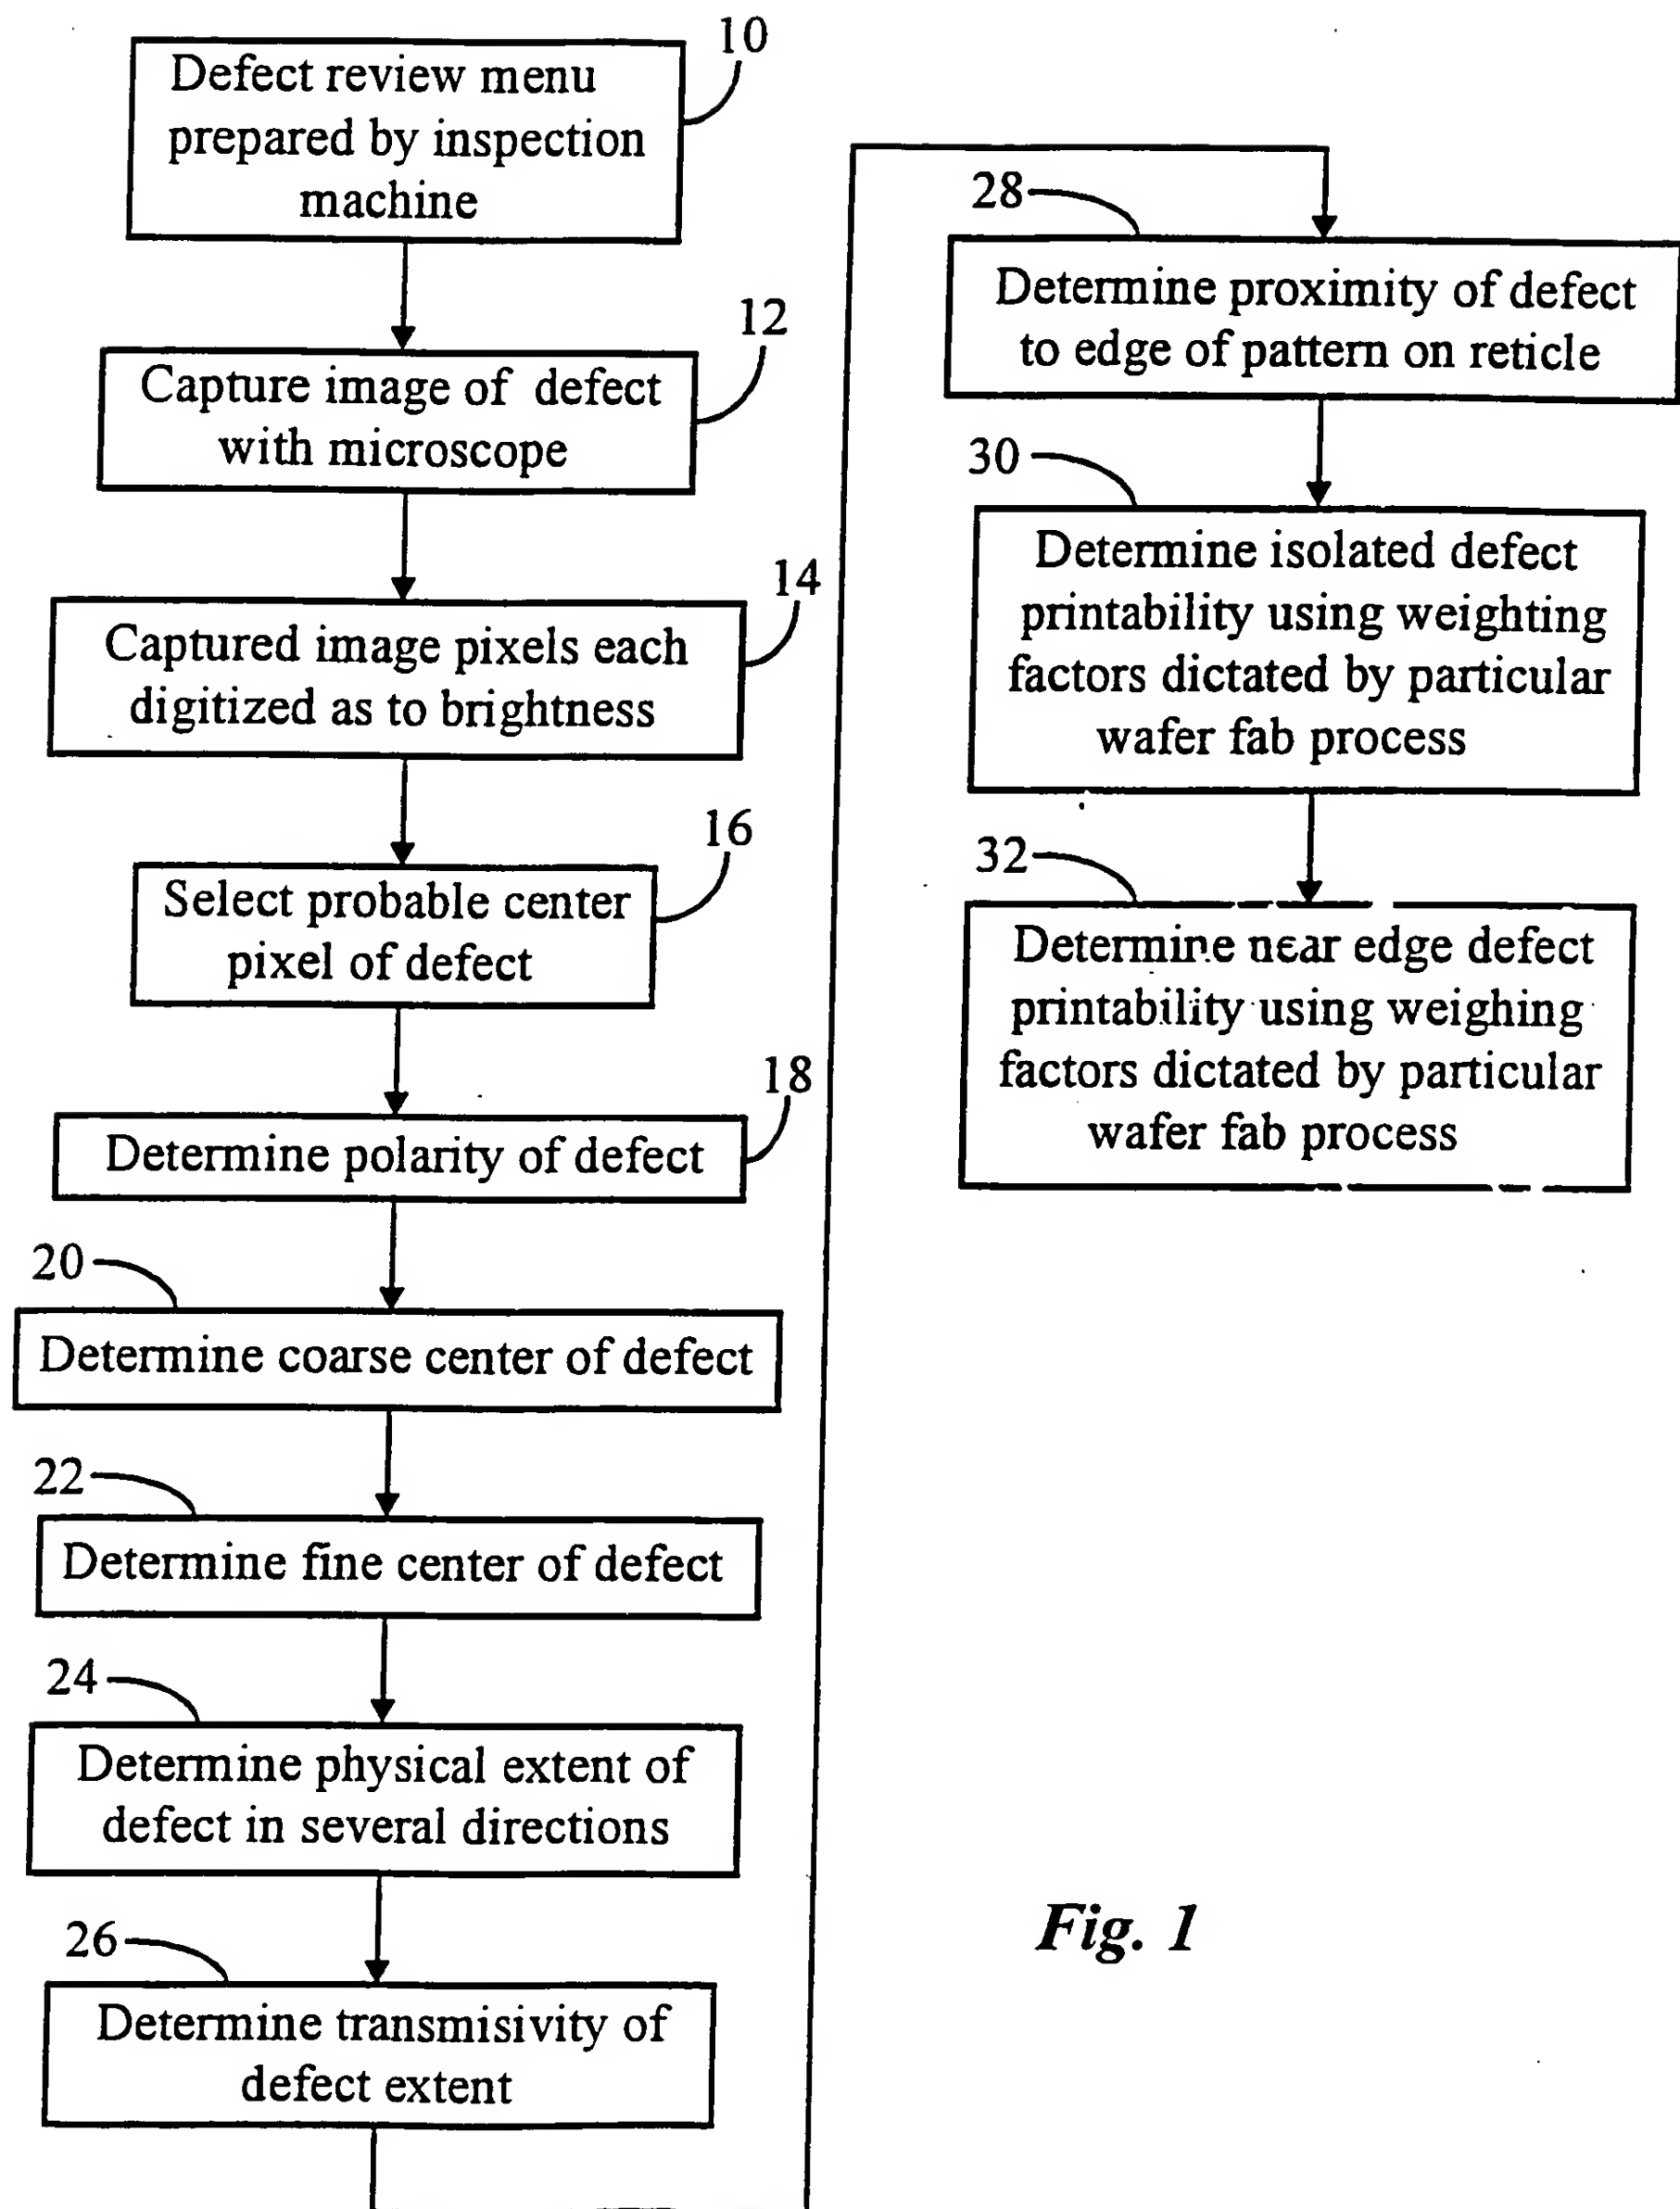 10
Defect review menu
prepared by inspection
machine
12
Capture image of defect
with microscope
14
Captured image pixels each
digitized as to brightness
16
Select probable center
pixel of defect
18
Determine polarity of defect
20
Determine coarse center of defect
22
Determine fine center of defect
24
Determine physical extent of
defect in several directions
26
Determine transmisivity of
defect extent
28
Determine proximity of defect
to edge of pattern on reticle
30
Determine isolated defect
printability using weighting
factors dictated by particular
wafer fab process
32
Determine near edge defect
printability using weighing
factors dictated by particular
wafer fab process
Fig. 1